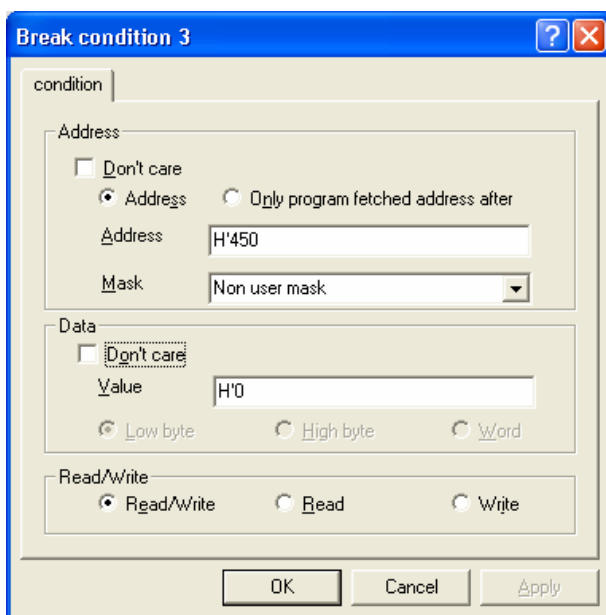 Break condition 3
condition
Address
Don't care
Address Only program fetched address after
Address H'450
Mask Non user mask
Data
Don't care
Value H'0
Low byte High byte Word
Read/Write
Read/Write Read Write
OK Cancel Apply